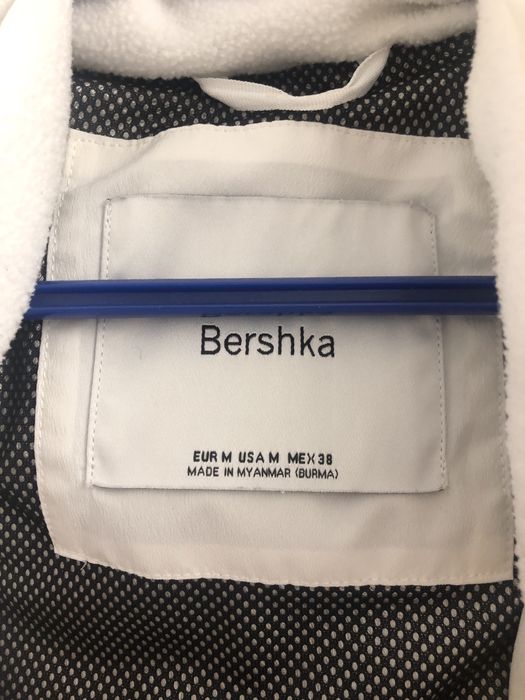 Bershka
EUR M USA M MEX 38
MADE IN MYANMAR (BURMA)